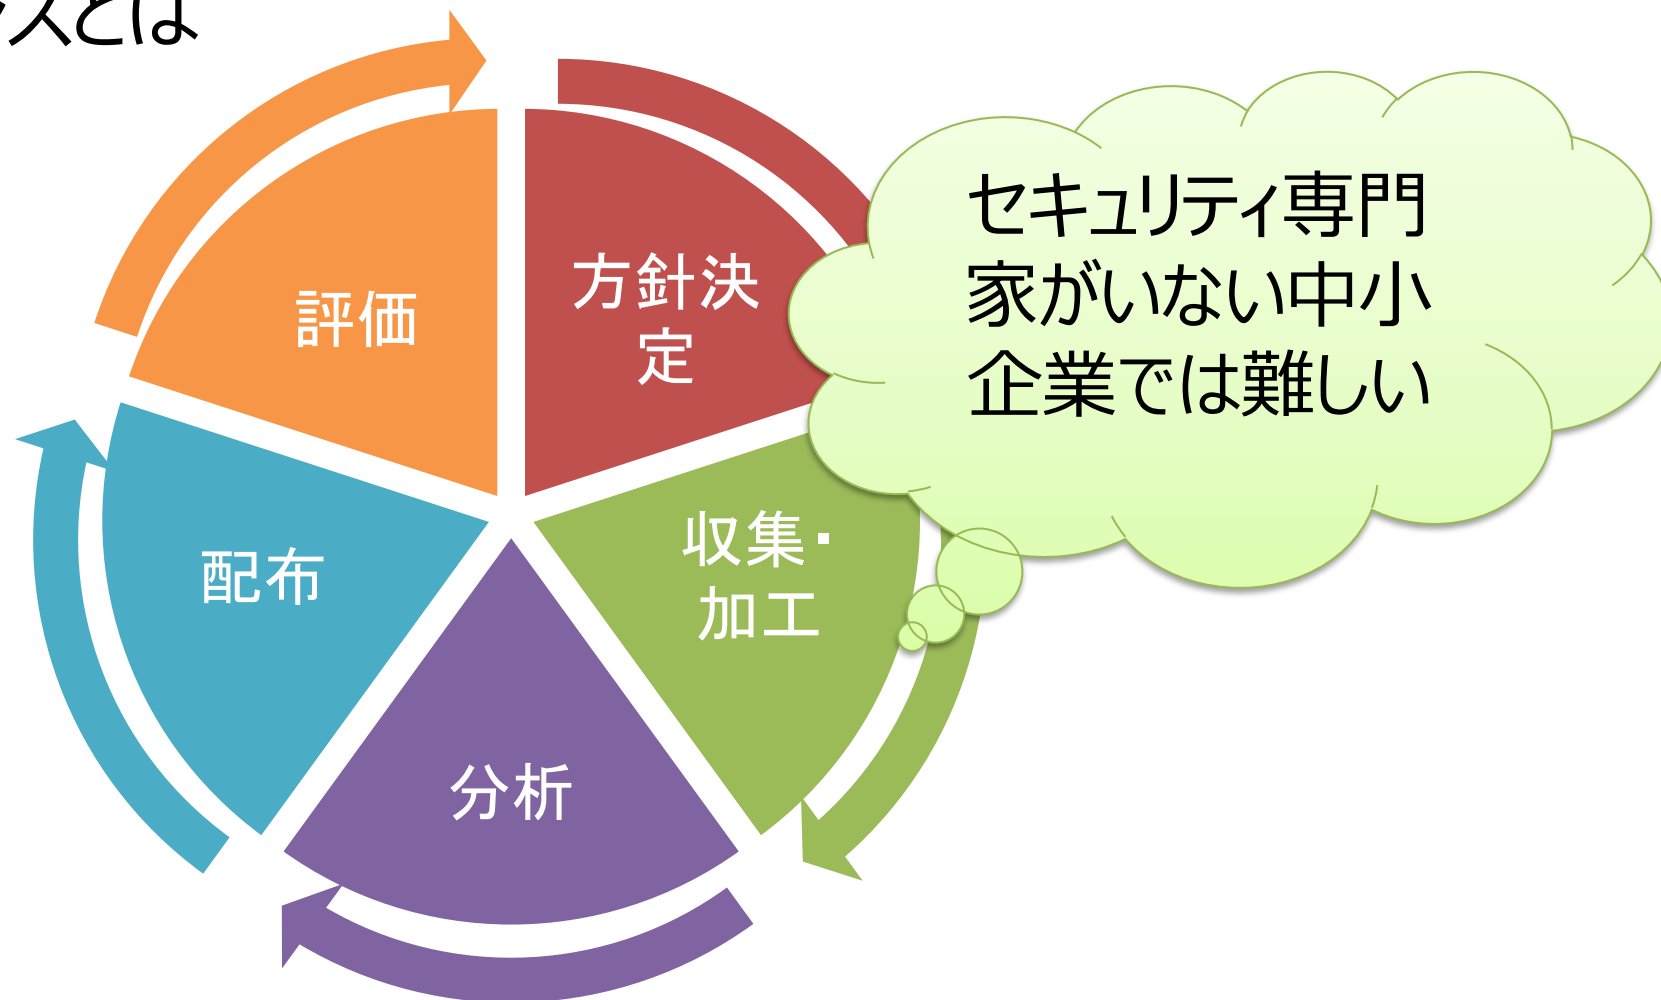 スとは
方針決
定
セキュリティ専門
家がいない中小
企業では難しい
評価
収集・
加工
配布
分析